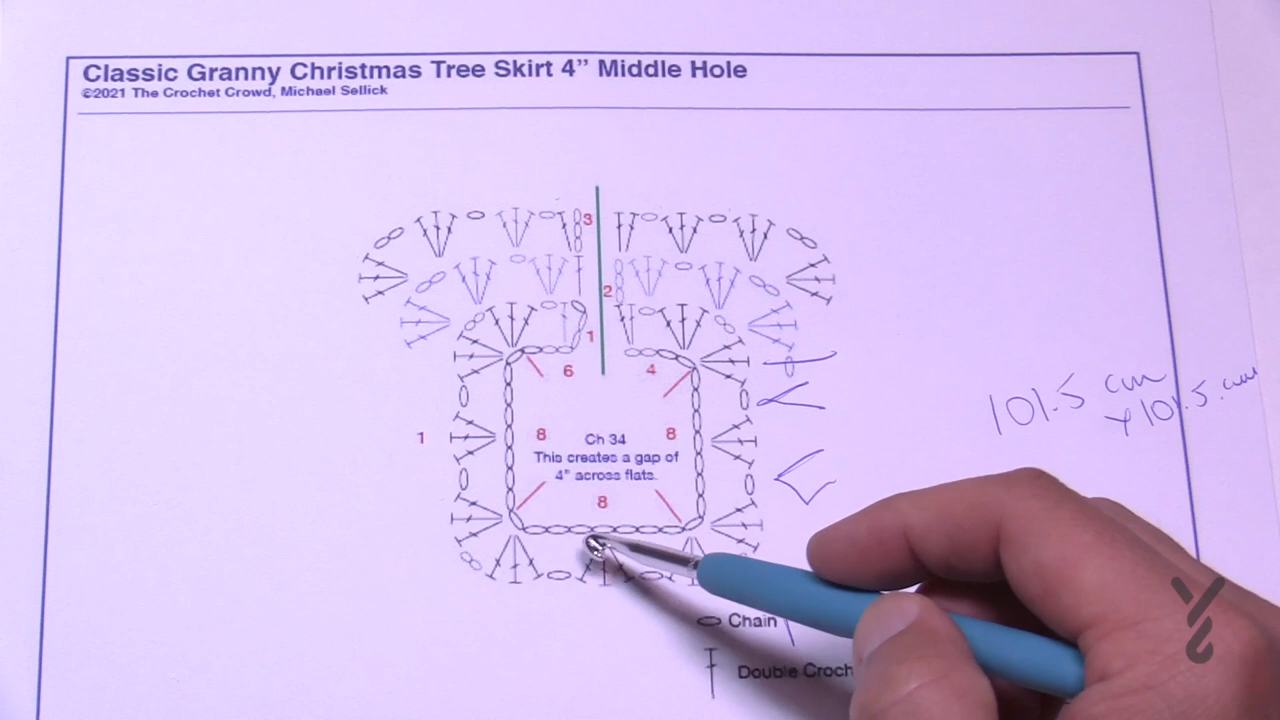 Classic Granny Christmas Tree Skirt 4” Middle Hole
©2021 The Crochet Crowd, Michael Sellick
3
2
1
6
4
101.5 cm
x 101.5 cm
1
8
8
Ch 34
This creates a gap of
4” across flats.
8
Chain
Double Croch